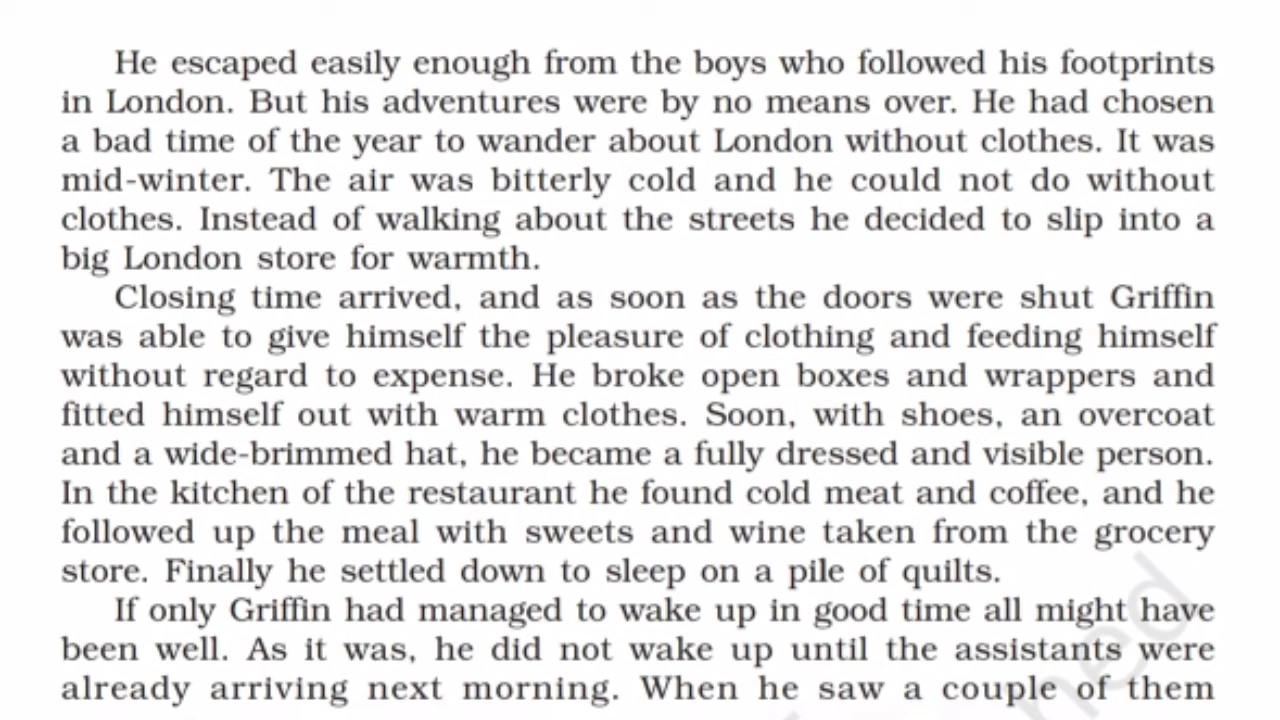 He escaped easily enough from the boys who followed his footprints
in London. But his adventures were by no means over. He had chosen
a bad time of the year to wander about London without clothes. It was
mid-winter. The air was bitterly cold and he could not do without
clothes. Instead of walking about the streets he decided to slip into a
big London store for warmth.
Closing time arrived, and as soon as the doors were shut Griffin
was able to give himself the pleasure of clothing and feeding himself
without regard to expense. He broke open boxes and wrappers and
fitted himself out with warm clothes. Soon, with shoes, an overcoat
and a wide-brimmed hat, he became a fully dressed and visible person.
In the kitchen of the restaurant he found cold meat and coffee, and he
followed up the meal with sweets and wine taken from the grocery
store. Finally he settled down to sleep on a pile of quilts.
If only Griffin had managed to wake up in good time all might have
been well. As it was, he did not wake up until the assistants were
already arriving next morning. When he saw a couple of them